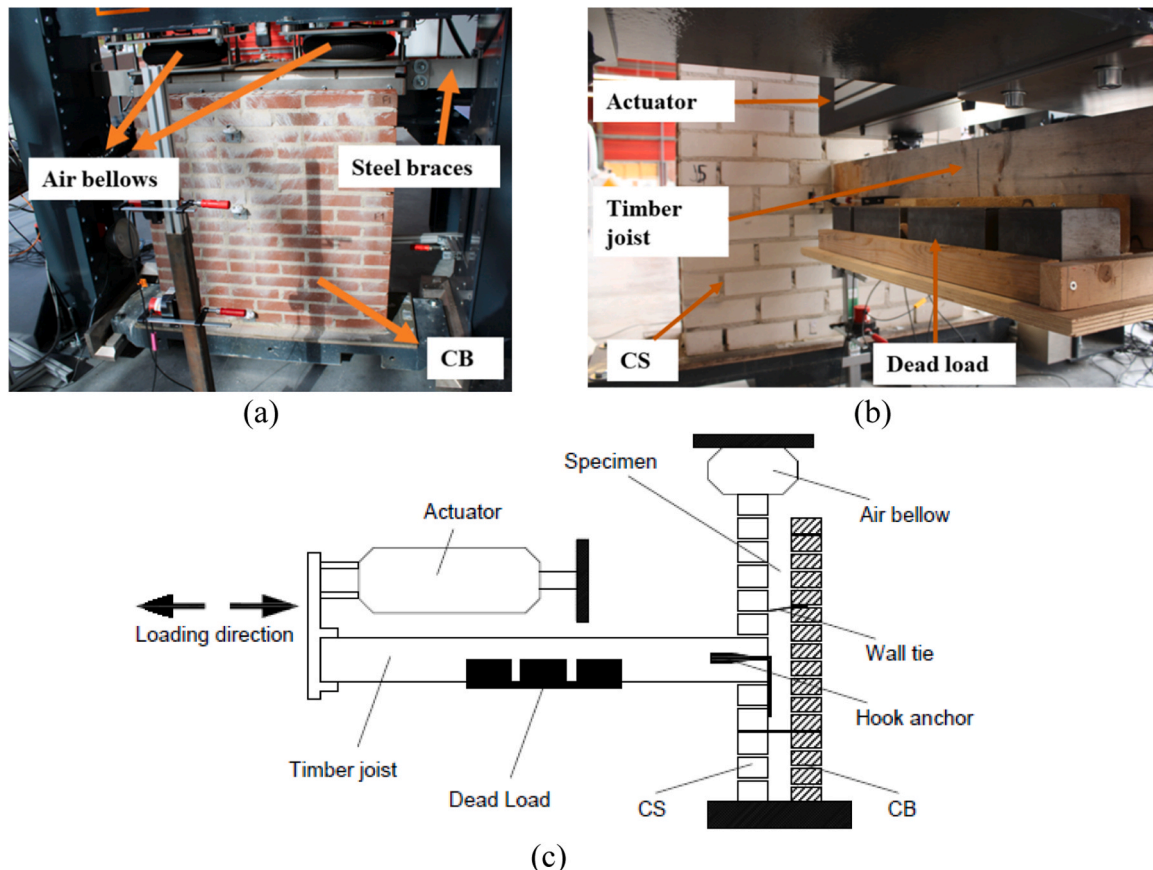 Air bellows
Steel braces
CB
(a)
Actuator
Timber
joist
CS
Dead load
(b)
Specimen
Air bellow
Actuator
Loading direction
Wall tie
Hook anchor
Timber joist
Dead Load
CS
CB
(c)